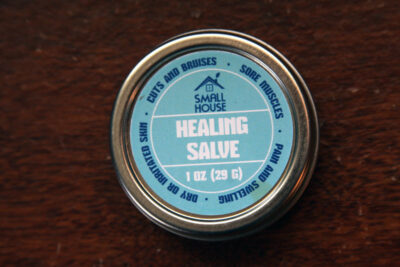 CUTS AND BRUISES • SORE MUSCLES • PAIN AND SWELLING • DRY OR IRRITATED SKIN •
SMALL
HOUSE
HEALING
SALVE
1 OZ (29 G)